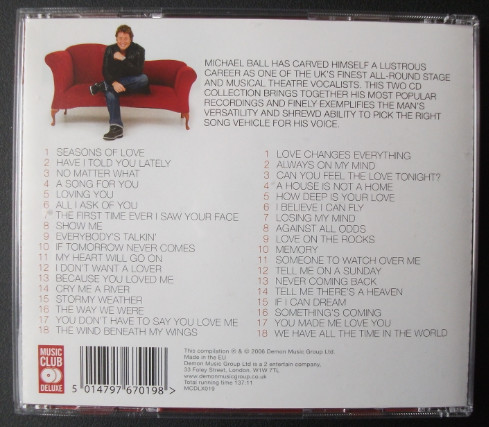 MICHAEL BALL HAS CARVED HIMSELF A LUSTROUS
CAREER AS ONE OF THE UK'S FINEST ALL-ROUND STAGE
AND MUSICAL THEATRE VOCALISTS. THIS TWO CD
COLLECTION BRINGS TOGETHER HIS MOST POPULAR
RECORDINGS AND FINELY EXEMPLIFIES THE MAN'S
VERSATILITY AND SHREWD ABILITY TO PICK THE RIGHT
SONG VEHICLE FOR HIS VOICE.
1 SEASONS OF LOVE
2 HAVE I TOLD YOU LATELY
3 NO MATTER WHAT
4 A SONG FOR YOU
5 LOVING YOU
6 ALL I ASK OF YOU
7 THE FIRST TIME EVER I SAW YOUR FACE
8 SHOW ME
9 EVERYBODY'S TALKIN'
10 IF TOMORROW NEVER COMES
11 MY HEART WILL GO ON
12 I DON'T WANT A LOVER
13 BECAUSE YOU LOVED ME
14 CRY ME A RIVER
15 STORMY WEATHER
16 THE WAY WE WERE
17 YOU DON'T HAVE TO SAY YOU LOVE ME
18 THE WIND BENEATH MY WINGS
1 LOVE CHANGES EVERYTHING
2 ALWAYS ON MY MIND
3 CAN YOU FEEL THE LOVE TONIGHT?
4 A HOUSE IS NOT A HOME
5 HOW DEEP IS YOUR LOVE
6 I BELIEVE I CAN FLY
7 LOSING MY MIND
8 AGAINST ALL ODDS
9 LOVE ON THE ROCKS
10 MEMORY
11 SOMEONE TO WATCH OVER ME
12 TELL ME ON A SUNDAY
13 NEVER COMING BACK
14 TELL ME THERE'S A HEAVEN
15 IF I CAN DREAM
16 SOMETHING'S COMING
17 YOU MADE ME LOVE YOU
18 WE HAVE ALL THE TIME IN THE WORLD
MUSIC
CLUB
DELUXE
5 014797 670198 >
This compilation ℗ & © 2006 Demon Music Group Ltd.
Made in the EU
Demon Music Group Ltd is a 2 entertain company,
33 Foley Street, London, W1W 7TL
www.demonmusicgroup.co.uk
Total running time 137.11
MCDLX019